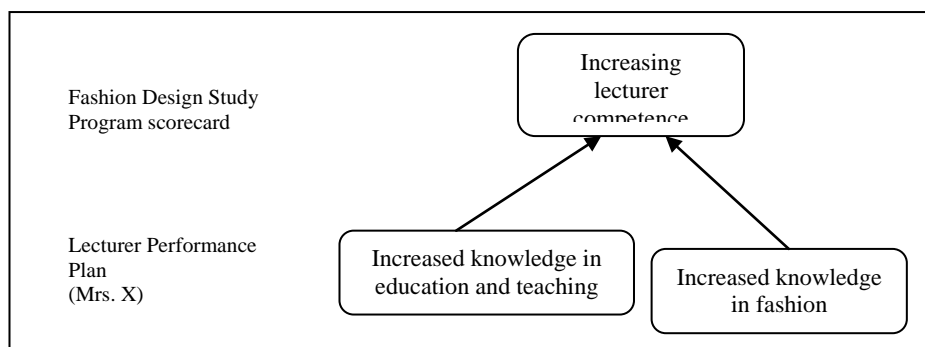 Increasing
lecturer
competence
Fashion Design Study
Program scorecard
Lecturer Performance
Plan
(Mrs. X)
Increased knowledge in
education and teaching
Increased knowledge
in fashion